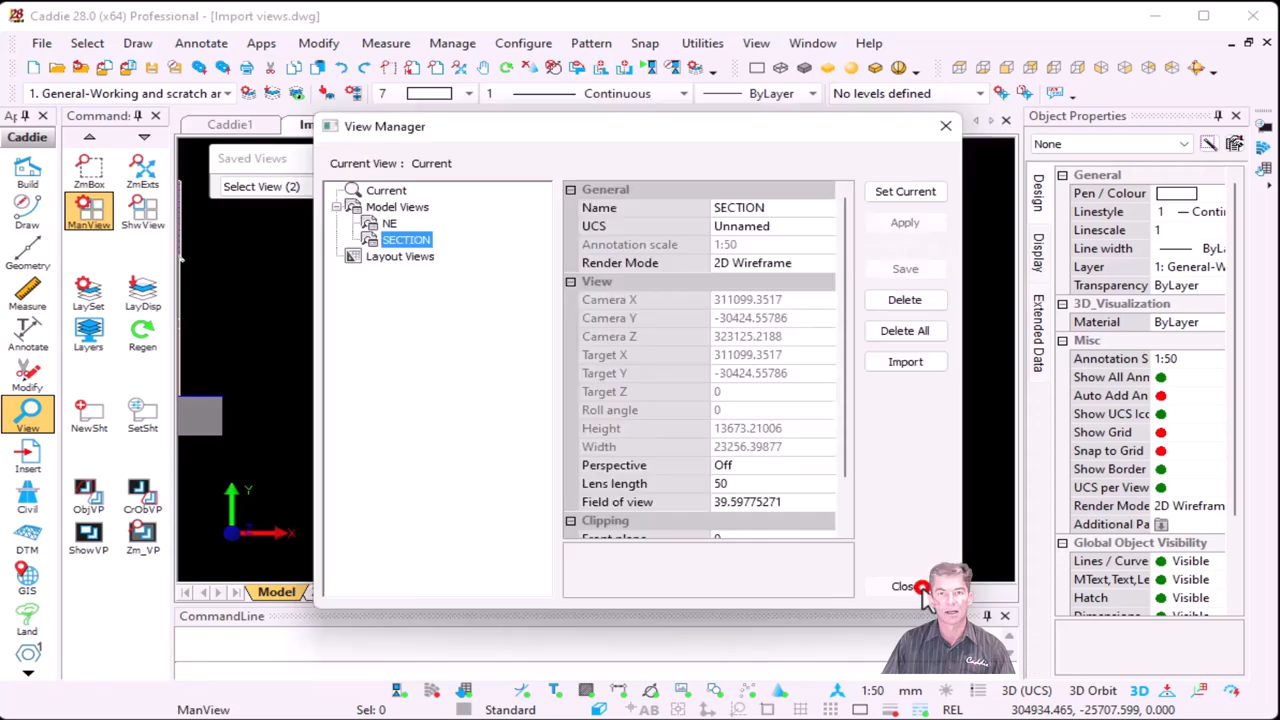 Caddie 28.0 (x64) Professional - [Import views.dwg]
File Select Draw Annotate Apps Modify Measure Manage Configure Pattern Snap Utilities View Window Help
1. General-Working and scratch ar 7 1 Continuous ByLayer No levels defined
Command:
Caddie1
Caddie
Build
Draw
Geometry
Measure
Annotate
Modify
View
Insert
Civil
DTM
GIS
Land
ZmBox ZmExts
ManView ShwView
LaySet LayDisp
Layers Regen
NewSht SetSht
ObjVP CrObVP
ShowVP Zm_VP
Saved Views
Select View (2)
Y
X
Model
View Manager
Current View : Current
Current
Model Views
NE
SECTION
Layout Views
General
Name SECTION
UCS Unnamed
Annotation scale 1:50
Render Mode 2D Wireframe
View
Camera X 311099.3517
Camera Y -30424.55786
Camera Z 323125.2188
Target X 311099.3517
Target Y -30424.55786
Target Z 0
Roll angle 0
Height 13673.21006
Width 23256.39877
Perspective Off
Lens length 50
Field of view 39.59775271
Clipping
Set Current
Apply
Save
Delete
Delete All
Import
Object Properties
None
Design
Display
Extended Data
General
Pen / Colour
Linestyle 1 Contin
Linescale 1
Line width ByLa
Layer 1: General-W
Transparency ByLayer
3D_Visualization
Material ByLayer
Misc
Annotation S 1:50
Show All Ann
Auto Add An
Show UCS Ico
Show Grid
Snap to Grid
Show Border
UCS per View
Render Mode 2D Wirefram
Additional Pa
Global Object Visibility
Lines / Curve Visible
MText,Text,Le Visible
Hatch Visible
CommandLine
Caddie
1:50 mm 3D (UCS) 3D Orbit 3D
ManView Sel: 0 Standard AB REL 304934.465, -25707.599, 0.000